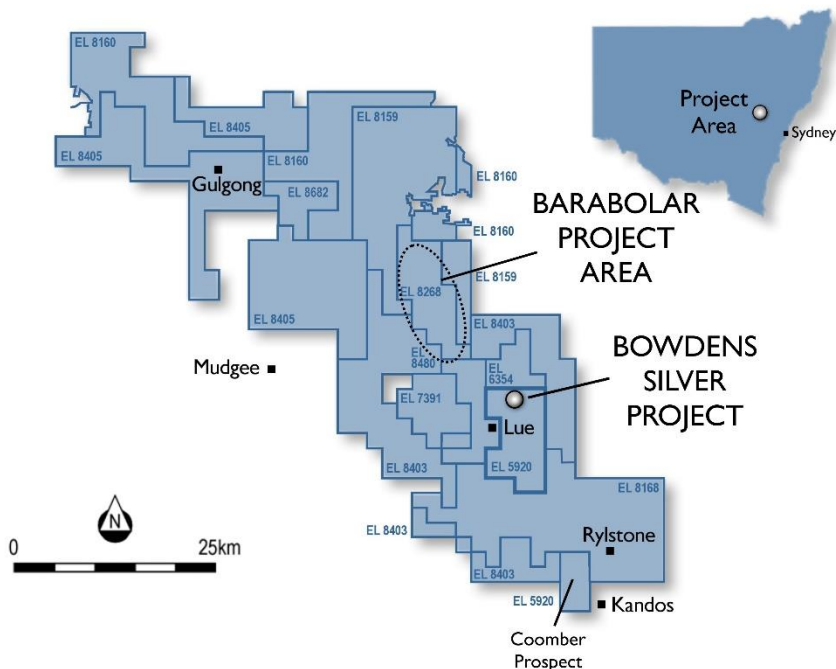 EL 8160
EL 8405
EL 8159
EL 8405
EL 8160
Gulgong
EL 8682
EL 8160
EL 8160
BARABOLAR
PROJECT
AREA
EL 8159
EL 8268
EL 8405
EL 8403
EL
8480
EL
6354
BOWDENS
SILVER
PROJECT
Mudgee
EL 7391
Lue
EL 8403
EL 5920
EL 8168
EL 8403
Rylstone
EL 8403
EL 5920
Kandos
Coomber
Prospect
N
0
25km
Project
Area
Sydney